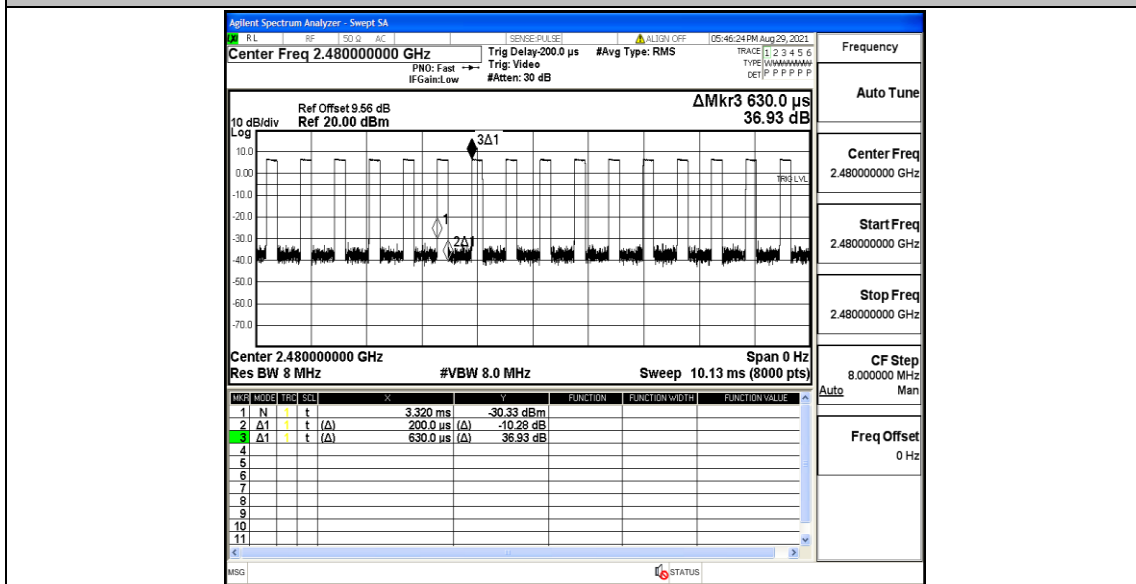 Agilent Spectrum Analyzer - Swept SA
RL RF 50 Ω AC SENSE:PULSE ALIGN OFF 05:46:24 PM Aug 29, 2021
Center Freq 2.480000000 GHz
PNO: Fast
IFGain:Low
Trig Delay-200.0 µs
Trig: Video
#Atten: 30 dB
#Avg Type: RMS
TRACE 1 2 3 4 5 6
TYPE WWWWWW
DET P P P P P P
ΔMkr3 630.0 µs
36.93 dB
Ref Offset 9.56 dB
10 dB/div Ref 20.00 dBm
Log
10.0
0.00
-10.0
-20.0
-30.0
-40.0
-50.0
-60.0
-70.0
3Δ1
TRIG LVL
1
2Δ1
Center 2.480000000 GHz Span 0 Hz
Res BW 8 MHz #VBW 8.0 MHz Sweep 10.13 ms (8000 pts)
MKR MODE TRC SCL X Y FUNCTION FUNCTION WIDTH FUNCTION VALUE
1 N 1 t 3.320 ms -30.33 dBm
2 Δ1 1 t (Δ) 200.0 µs (Δ) -10.28 dB
3 Δ1 1 t (Δ) 630.0 µs (Δ) 36.93 dB
4
5
6
7
8
9
10
11
MSG STATUS
Frequency
Auto Tune
Center Freq
2.480000000 GHz
Start Freq
2.480000000 GHz
Stop Freq
2.480000000 GHz
CF Step
8.000000 MHz
Auto Man
Freq Offset
0 Hz